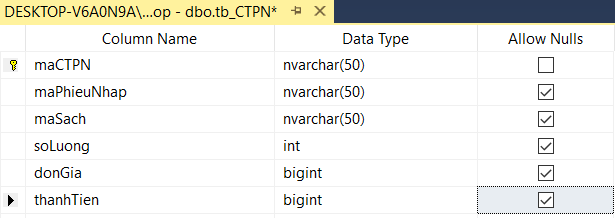 DESKTOP-V6A0N9A\...op - dbo.tb_CTPN*
Column Name Data Type Allow Nulls
maCTPN nvarchar(50)
maPhieuNhap nvarchar(50)
maSach nvarchar(50)
soLuong int
donGia bigint
thanhTien bigint